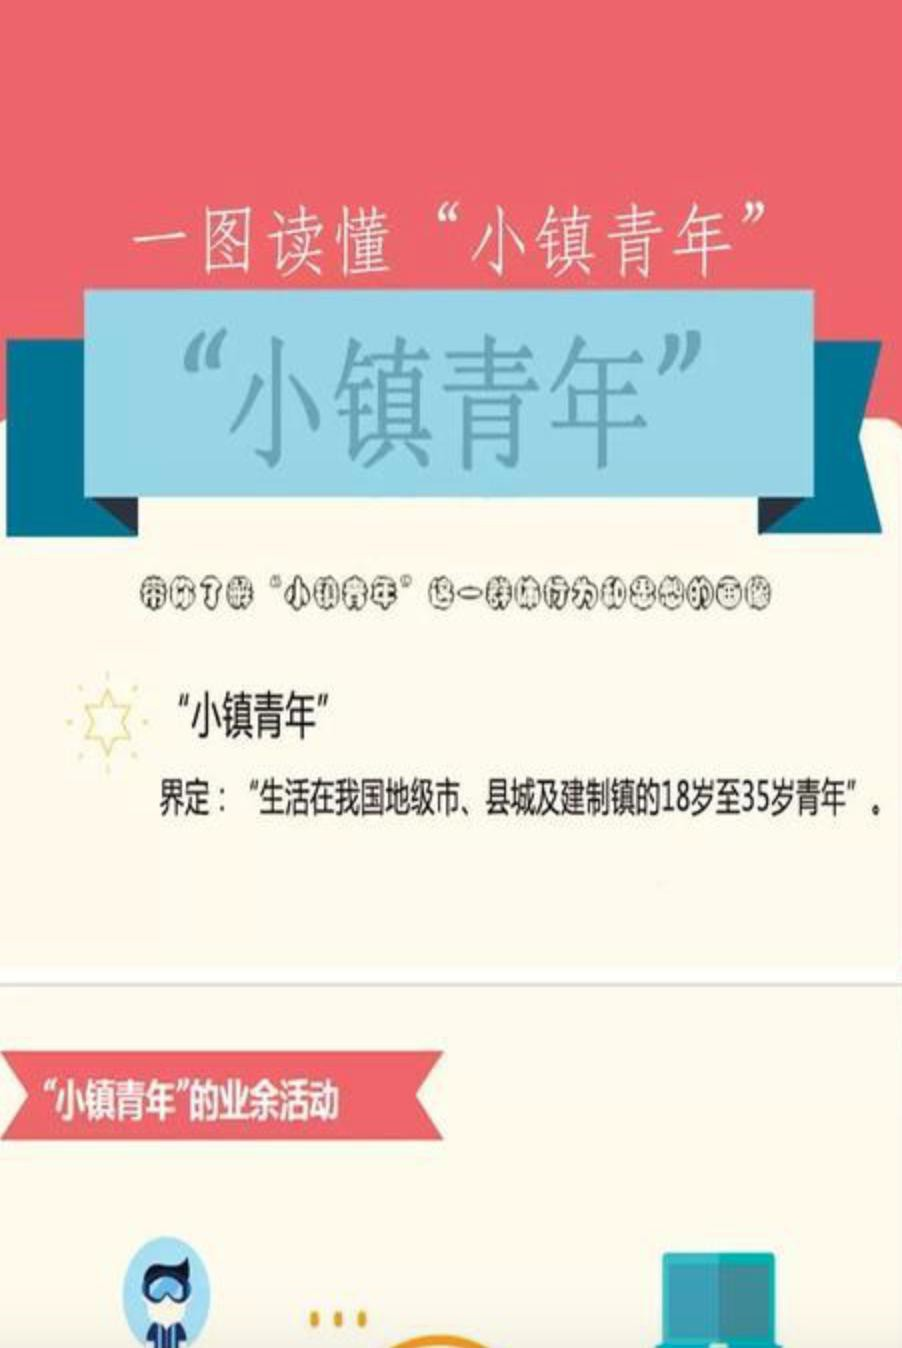 一图读懂“小镇青年”
“小镇青年”
带你了解“小镇青年”这一群体行为和思想的画像
“小镇青年”
界定：“生活在我国地级市、县城及建制镇的18岁至35岁青年”。
“小镇青年”的业余活动